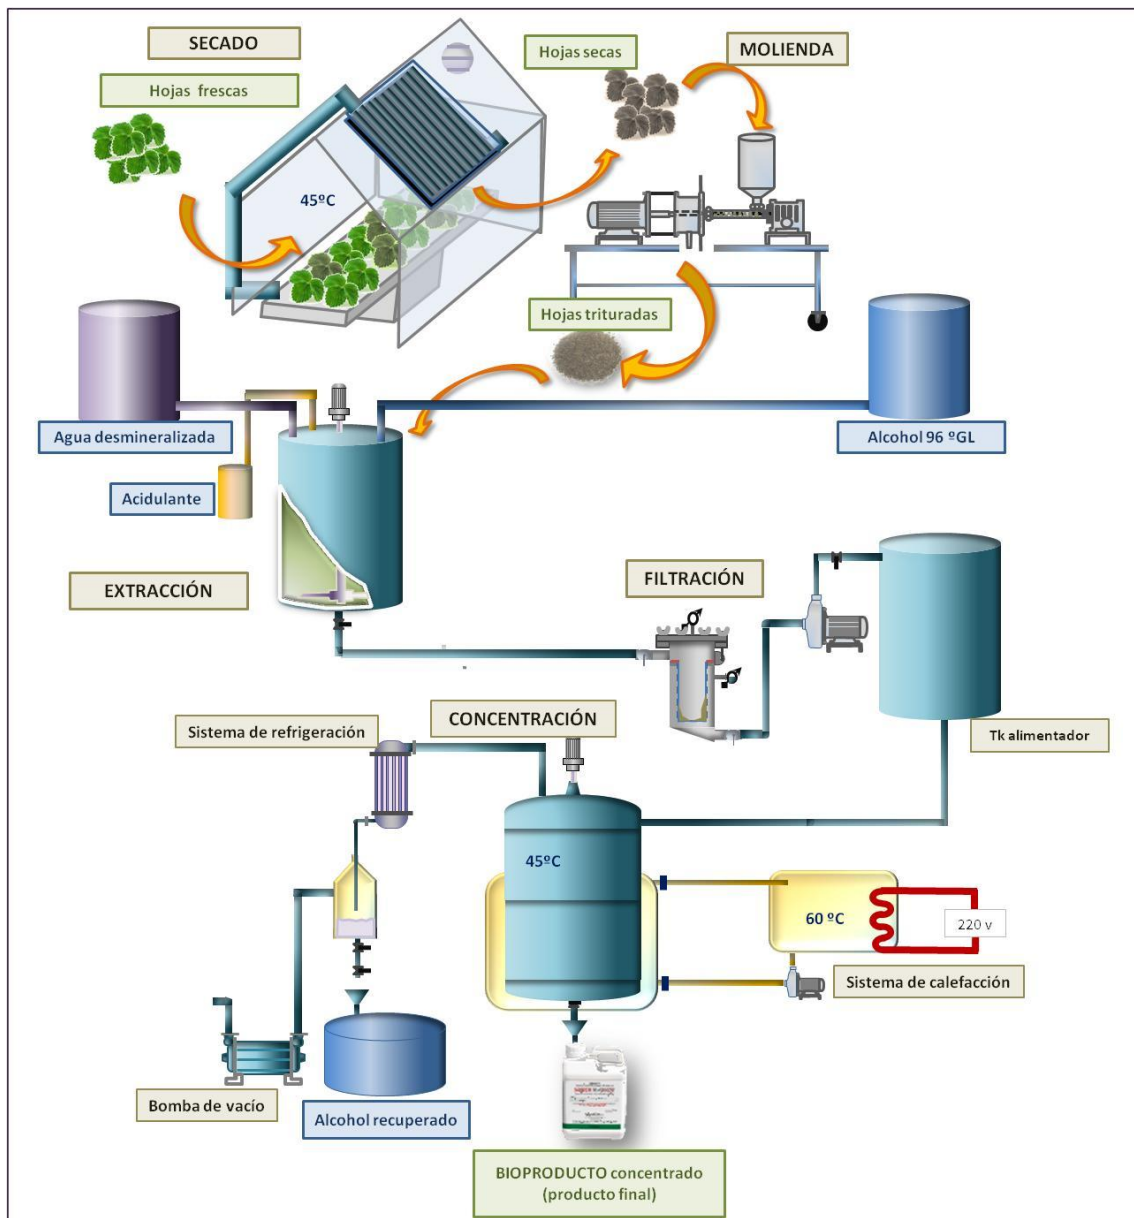 SECADO
Hojas frescas
Hojas secas
MOLIENDA
45ºC
Hojas trituradas
Agua desmineralizada
Alcohol 96 ºGL
Acidulante
EXTRACCIÓN
FILTRACIÓN
CONCENTRACIÓN
Sistema de refrigeración
Tk alimentador
45ºC
60 ºC
220 v
Sistema de calefacción
Bomba de vacío
Alcohol recuperado
BIOPRODUCTO concentrado
(producto final)